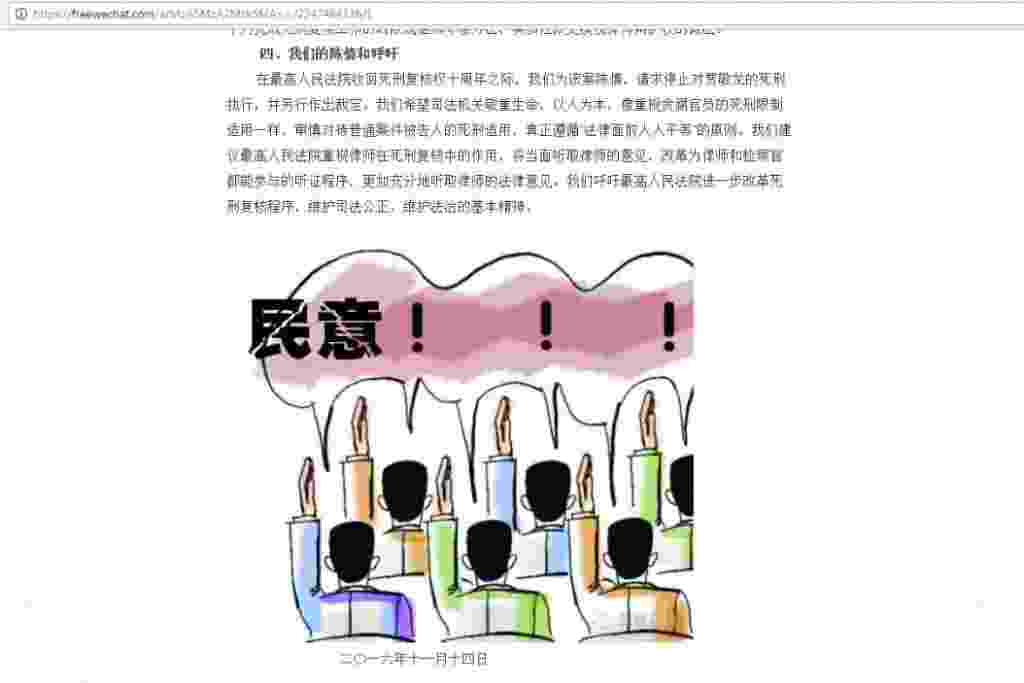 四、我们的陈情和呼吁
在最高人民法院收回死刑复核权十周年之际，我们为该案陈情，请求停止对贾敬龙的死刑
执行，并另行作出裁定。我们希望司法机关敬重生命、以人为本，像重视贪腐官员的死刑限制
适用一样，审慎对待普通案件被告人的死刑适用，真正遵循“法律面前人人平等”的原则。我们建
议最高人民法院重视律师在死刑复核中的作用，将当面听取律师的意见，改革为律师和检察官
都能参与的听证程序，更加充分地听取律师的法律意见。我们呼吁最高人民法院进一步改革死
刑复核程序，维护司法公正，维护法治的基本精神。
民意！ ！ ！
二〇一六年十一月十四日